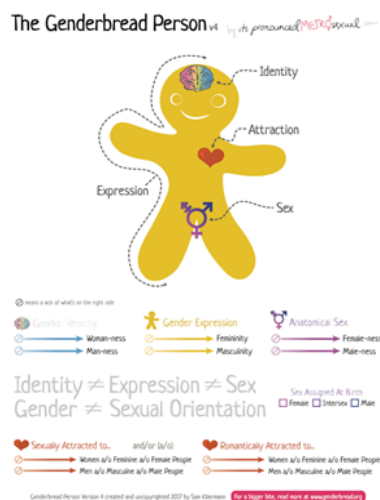 The Genderbread Person v4 by its pronounced METROsexual
Identity
Attraction
Expression
Sex
means a lack of what's on the right side
Gender Identity
Woman-ness
Man-ness
Gender Expression
Femininity
Masculinity
Anatomical Sex
Female-ness
Male-ness
Identity ≠ Expression ≠ Sex
Gender ≠ Sexual Orientation
Sex Assigned At Birth
Female Intersex Male
Sexually Attracted to... and/or (a/o)
Women a/o Feminine a/o Female People
Men a/o Masculine a/o Male People
Romantically Attracted to...
Women a/o Feminine a/o Female People
Men a/o Masculine a/o Male People
Genderbread Person Version 4 created and uncopyrighted 2017 by Sam Killermann
For a bigger bite, read more at www.genderbread.org